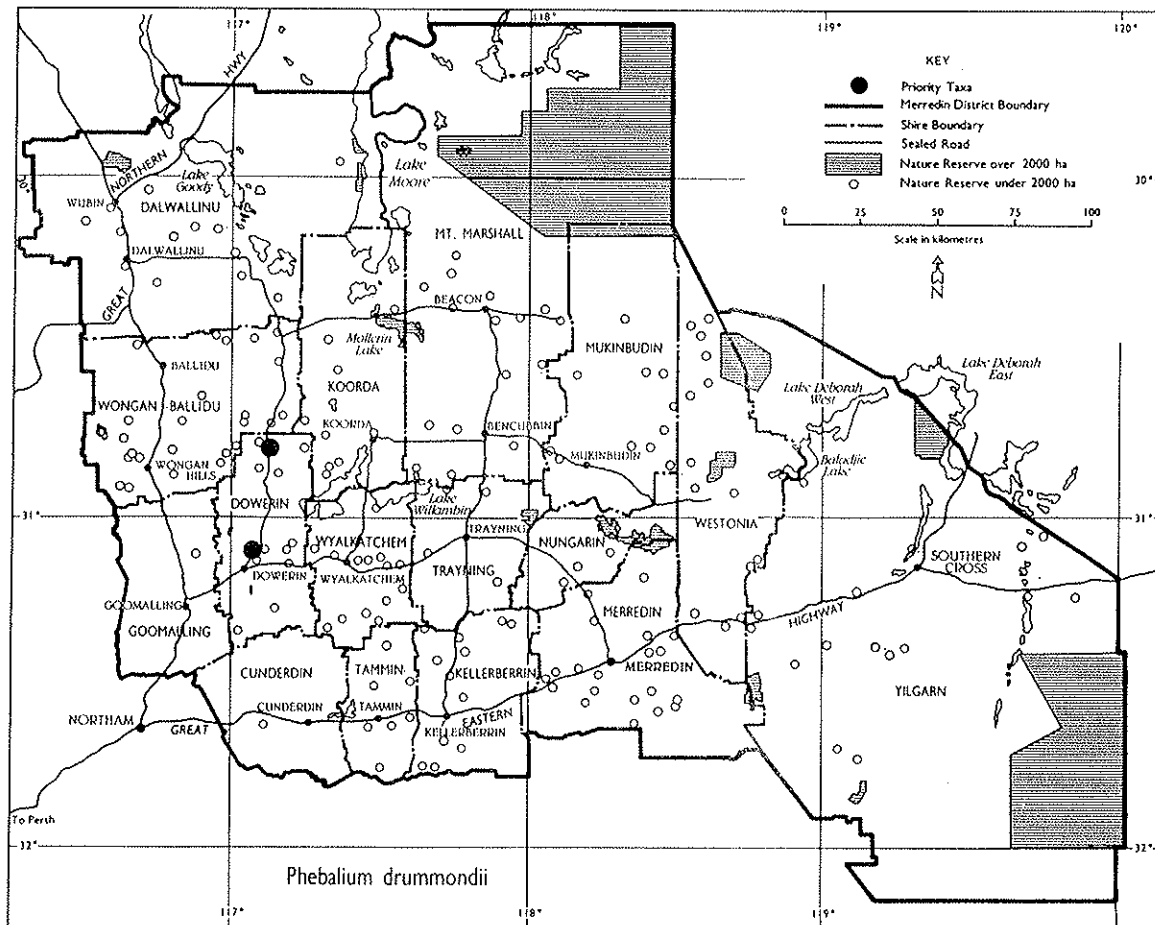 117°
118°
119°
120°
KEY
Priority Taxa
Merredin District Boundary
Shire Boundary
Sealed Road
Nature Reserve over 2000 ha
Nature Reserve under 2000 ha
0 25 50 75 100
Scale in kilometres
N
HWY
NORTHERN
Lake Goody
Lake Moore
30°
30°
WUBIN
DALWALLINU
MT. MARSHALL
DALWALLINU
GREAT
BEACON
Mollerin Lake
MUKINBUDIN
BALLIDU
KOORDA
Lake Deborah East
Lake Deborah West
WONGAN BALLIDU
KOORDA
BENCUBBIN
MUKINBUDIN
Baladjie Lake
WONGAN HILLS
DOWERIN
Lake Wallambin
31°
31°
WYALKATCHEM
TRAYNING
NUNGARIN
WESTONIA
SOUTHERN CROSS
DOWERIN
WYALKATCHEM
TRAYNING
GOOMALLING
GOOMALLING
MERREDIN
HIGHWAY
CUNDERDIN
TAMMIN
KELLERBERRIN
MERREDIN
YILGARN
NORTHAM
GREAT
CUNDERDIN
TAMMIN
KELLERBERRIN
EASTERN
To Perth
32°
32°
Phebalium drummondii
117°
118°
119°